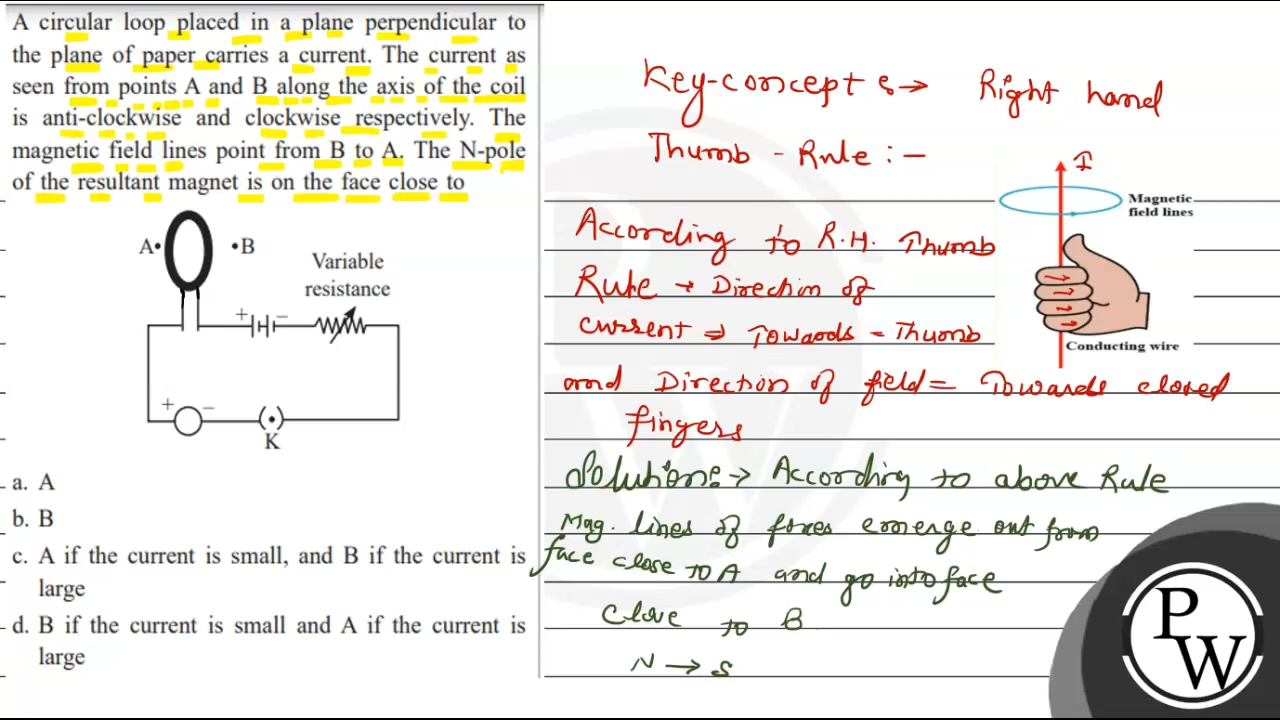 A circular loop placed in a plane perpendicular to
the plane of paper carries a current. The current as
seen from points A and B along the axis of the coil
is anti-clockwise and clockwise respectively. The
magnetic field lines point from B to A. The N-pole
of the resultant magnet is on the face close to
A•
•B
Variable
resistance
+
−
+
−
K
a. A
b. B
c. A if the current is small, and B if the current is
large
d. B if the current is small and A if the current is
large
Key-concepts → Right hand
Thumb - Rule :-
I
Magnetic
field lines
Conducting wire
According to R.H. Thumb
Rule → Direction of
current ⇒ Towards - Thumb
and Direction of field = Towards closed
fingers
Solution:→ According to above Rule
Mag. lines of forces emerge out from
face close to A and go into face
Close to B
N → S
PW